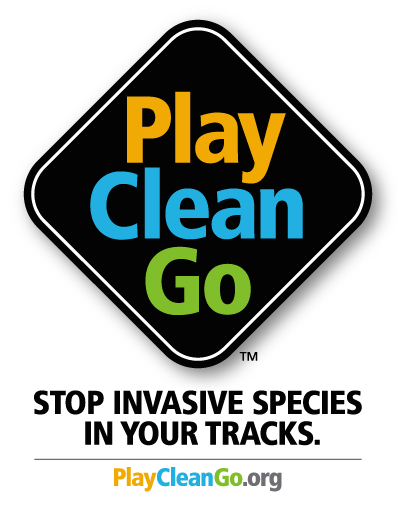 Play
Clean
Go
™
STOP INVASIVE SPECIES
IN YOUR TRACKS.
PlayCleanGo.org